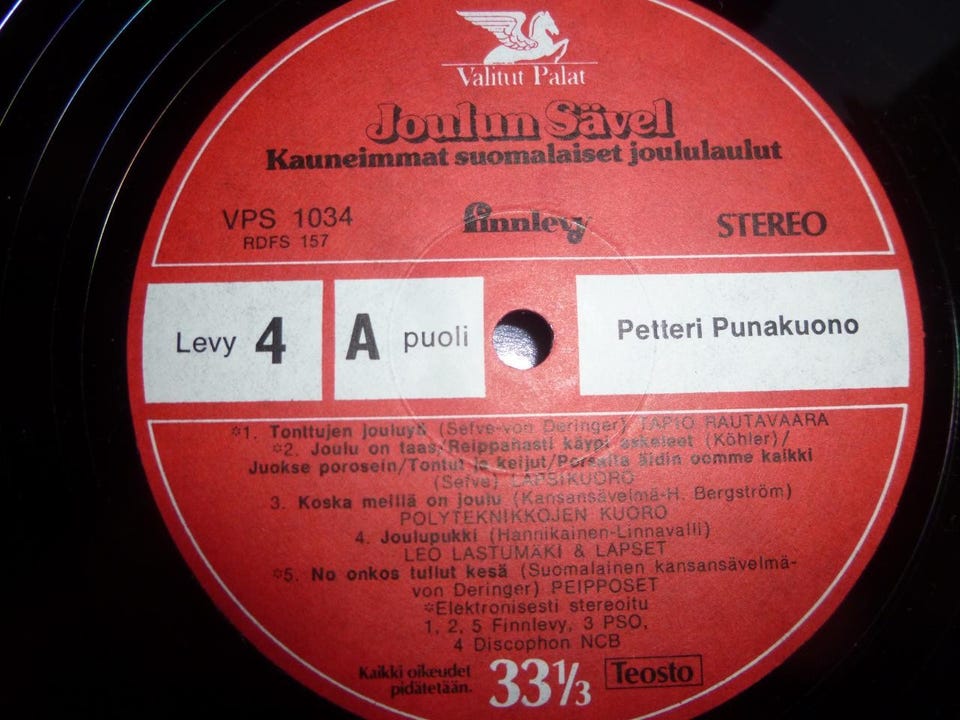 Valitut Palat
Joulun Sävel
Kauneimmat suomalaiset joululaulut
VPS 1034
RDFS 157
finnlevy
STEREO
Levy 4
A puoli
Petteri Punakuono
*1. Tonttujen jouluyö (Sefve-von Deringer) TAPIO RAUTAVAARA
*2. Joulu on taas/Reippahasti käypi askeleet (Köhler)/
Juokse porosein/Tontut ja keijut/Porsaita äidin oomme kaikki
(Sefve) LAPSIKUORO
3. Koska meillä on joulu (Kansansävelmä-H. Bergström)
POLYTEKNIKKOJEN KUORO
4. Joulupukki (Hannikainen-Linnavalli)
LEO LASTUMÄKI & LAPSET
*5. No onkos tullut kesä (Suomalainen kansansävelmä-
von Deringer) PEIPPOSET
*Elektronisesti stereoitu
1, 2, 5 Finnlevy, 3 PSO,
4 Discophon NCB
Kaikki oikeudet
pidätetään.
33⅓
Teosto